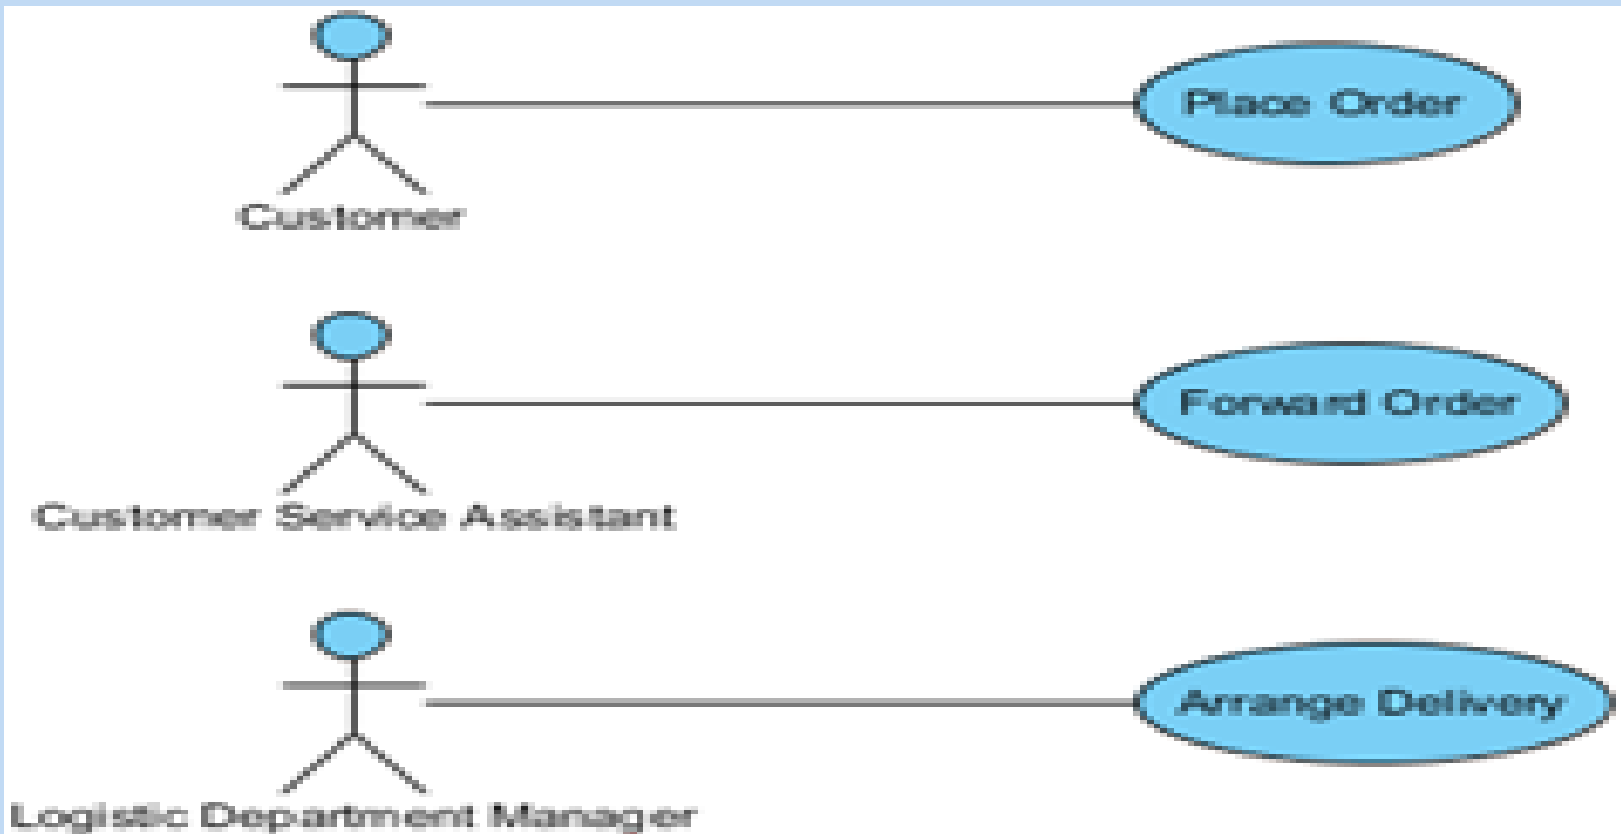 Place Order
Customer
Forward Order
Customer Service Assistant
Arrange Delivery
Logistic Department Manager